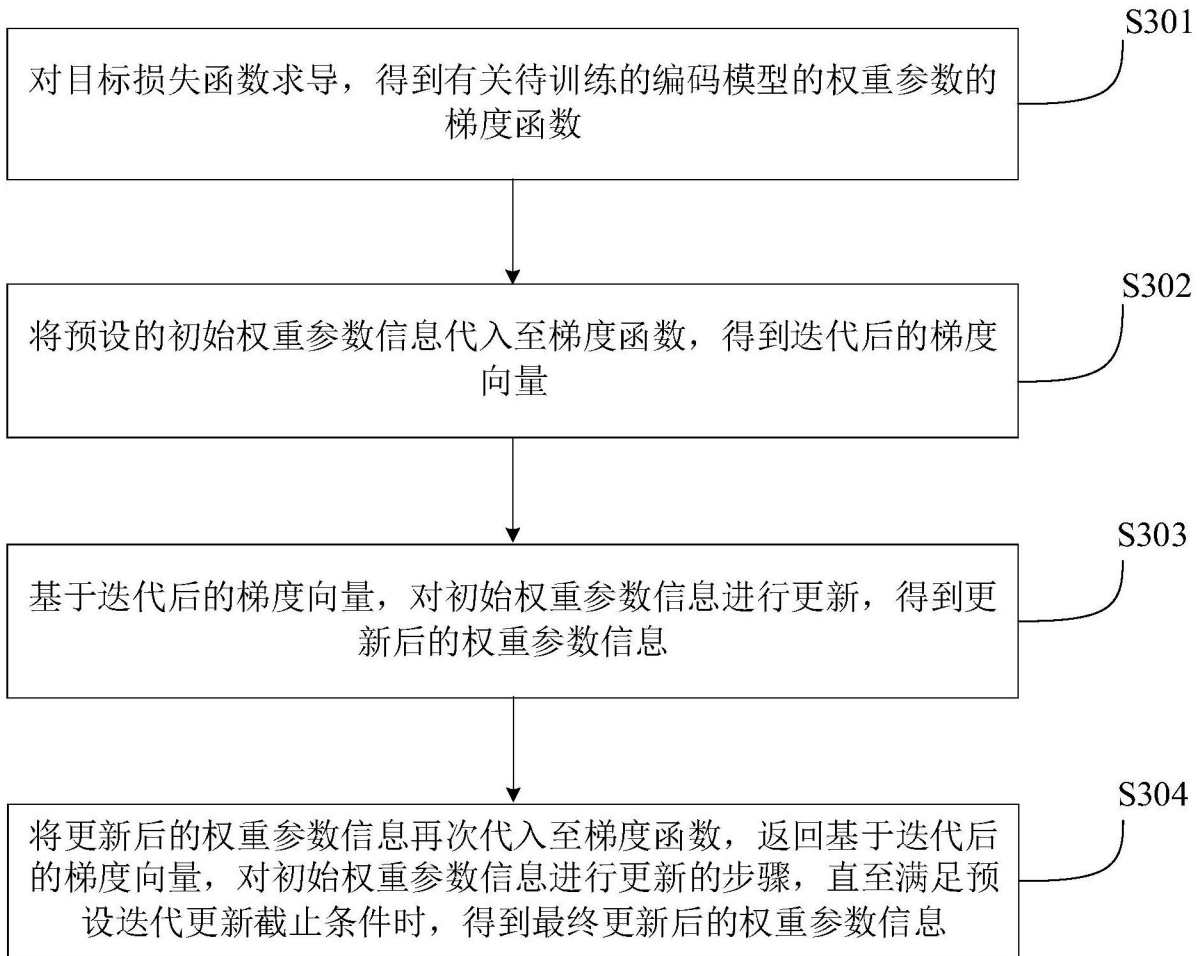 S301
对目标损失函数求导，得到有关待训练的编码模型的权重参数的
梯度函数
S302
将预设的初始权重参数信息代入至梯度函数，得到迭代后的梯度
向量
S303
基于迭代后的梯度向量，对初始权重参数信息进行更新，得到更
新后的权重参数信息
S304
将更新后的权重参数信息再次代入至梯度函数，返回基于迭代后
的梯度向量，对初始权重参数信息进行更新的步骤，直至满足预
设迭代更新截止条件时，得到最终更新后的权重参数信息